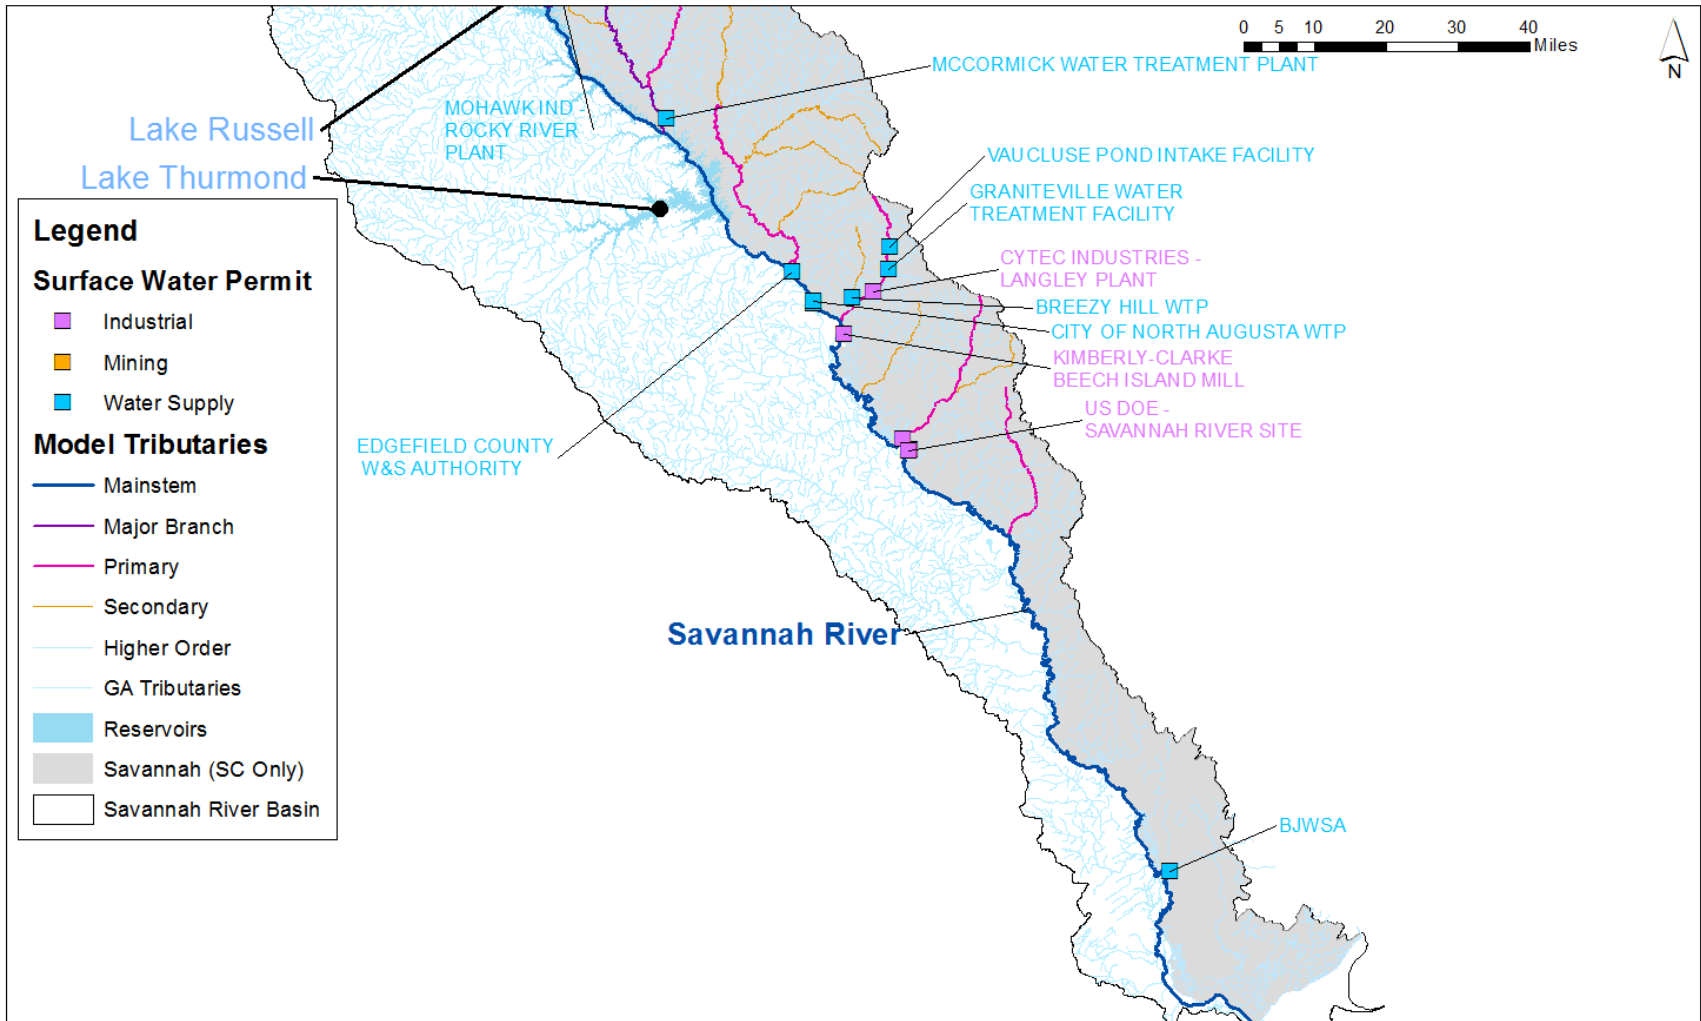 0 5 10 20 30 40
Miles
N
MCCORMICK WATER TREATMENT PLANT
MOHAWK IND -
ROCKY RIVER
PLANT
Lake Russell
Lake Thurmond
VAUCLUSE POND INTAKE FACILITY
GRANITEVILLE WATER
TREATMENT FACILITY
CYTEC INDUSTRIES -
LANGLEY PLANT
BREEZY HILL WTP
CITY OF NORTH AUGUSTA WTP
KIMBERLY-CLARKE
BEECH ISLAND MILL
US DOE -
SAVANNAH RIVER SITE
EDGEFIELD COUNTY
W&S AUTHORITY
Savannah River
BJWSA
Legend
Surface Water Permit
Industrial
Mining
Water Supply
Model Tributaries
Mainstem
Major Branch
Primary
Secondary
Higher Order
GA Tributaries
Reservoirs
Savannah (SC Only)
Savannah River Basin